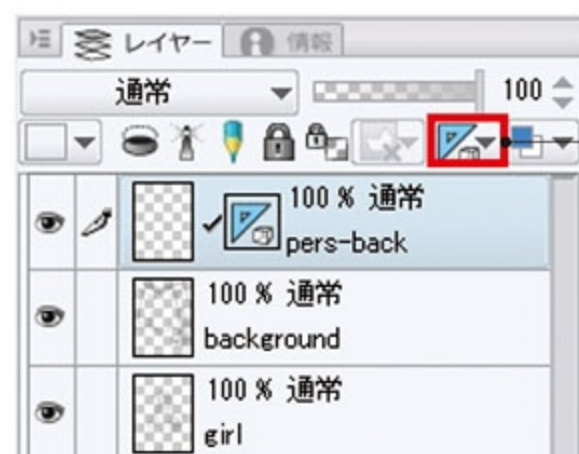 レイヤー 情報
通常 100
100 % 通常
pers-back
100 % 通常
background
100 % 通常
girl